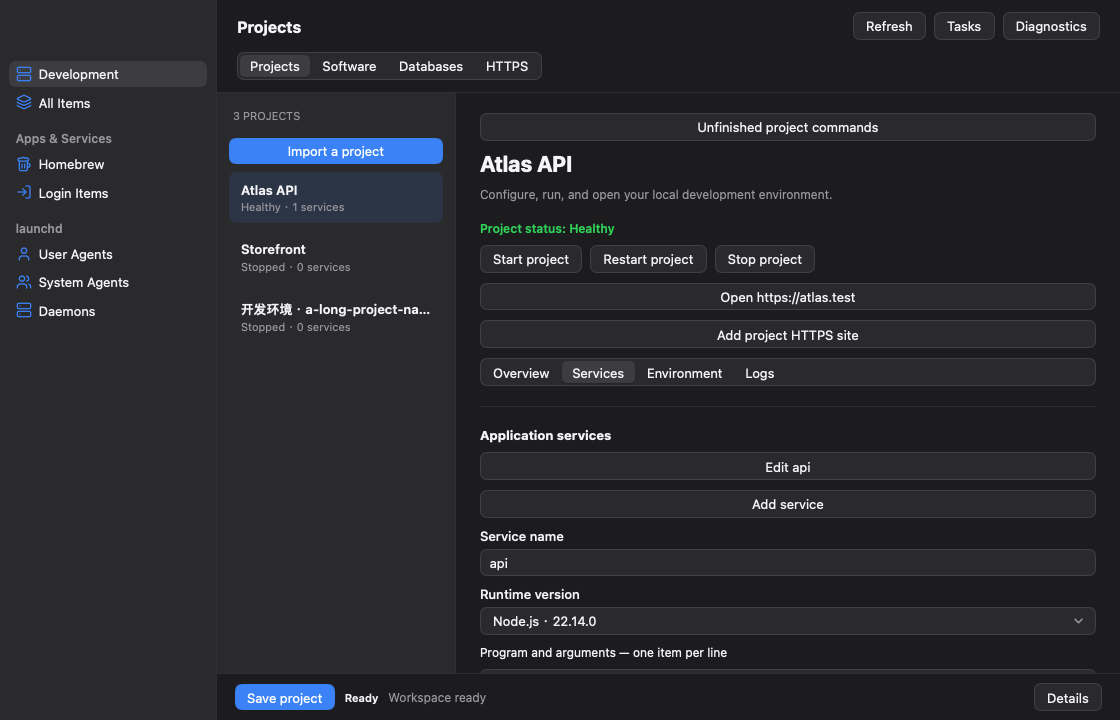 Projects
Refresh
Tasks
Diagnostics
Projects
Software
Databases
HTTPS
Development
All Items
Apps & Services
Homebrew
Login Items
launchd
User Agents
System Agents
Daemons
3 PROJECTS
Import a project
Atlas API
Healthy · 1 services
Storefront
Stopped · 0 services
开发环境 · a-long-project-na...
Stopped · 0 services
Unfinished project commands
Atlas API
Configure, run, and open your local development environment.
Project status: Healthy
Start project
Restart project
Stop project
Open https://atlas.test
Add project HTTPS site
Overview
Services
Environment
Logs
Application services
Edit api
Add service
Service name
api
Runtime version
Node.js · 22.14.0
Program and arguments — one item per line
Save project
Ready
Workspace ready
Details